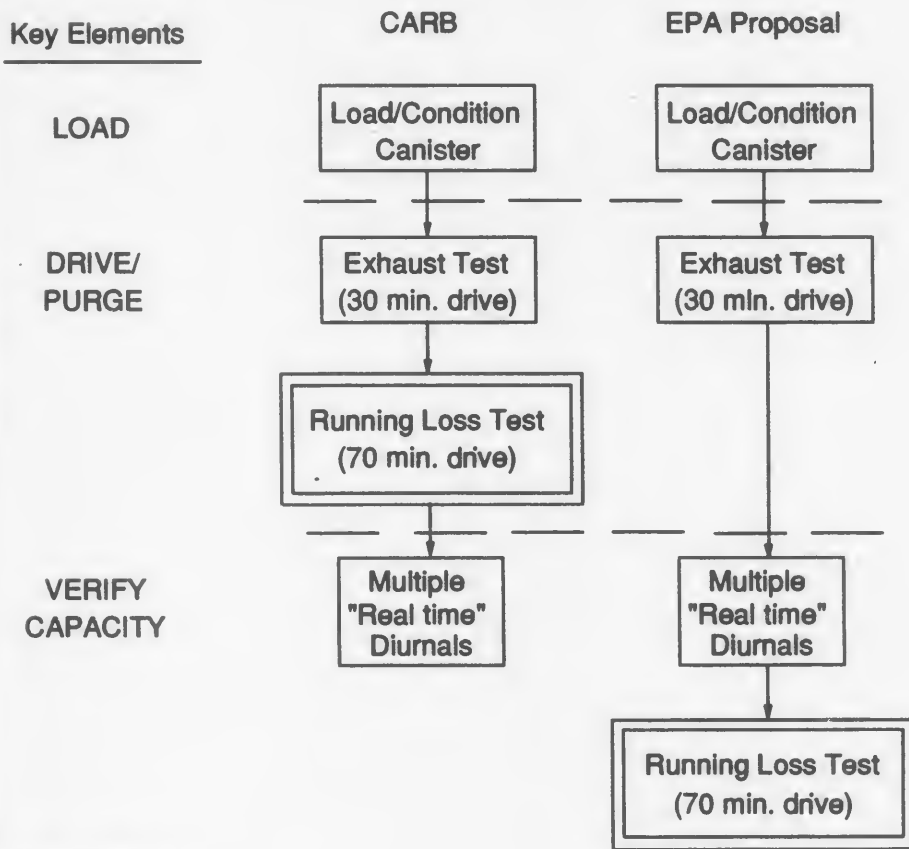 Key Elements
CARB
EPA Proposal
LOAD
Load/Condition
Canister
Load/Condition
Canister
DRIVE/
PURGE
Exhaust Test
(30 min. drive)
Exhaust Test
(30 min. drive)
Running Loss Test
(70 min. drive)
VERIFY
CAPACITY
Multiple
"Real time"
Diurnals
Multiple
"Real time"
Diurnals
Running Loss Test
(70 min. drive)